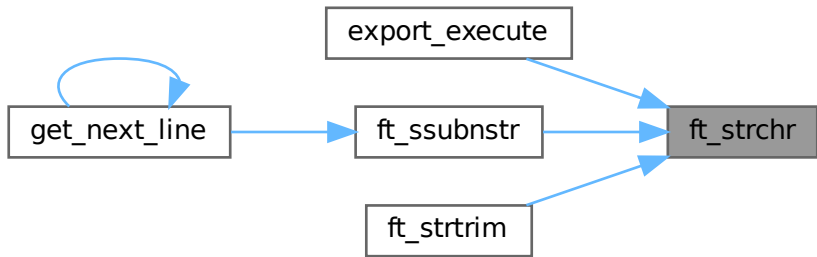 export_execute
get_next_line
ft_ssubnstr
ft_strchr
ft_strtrim